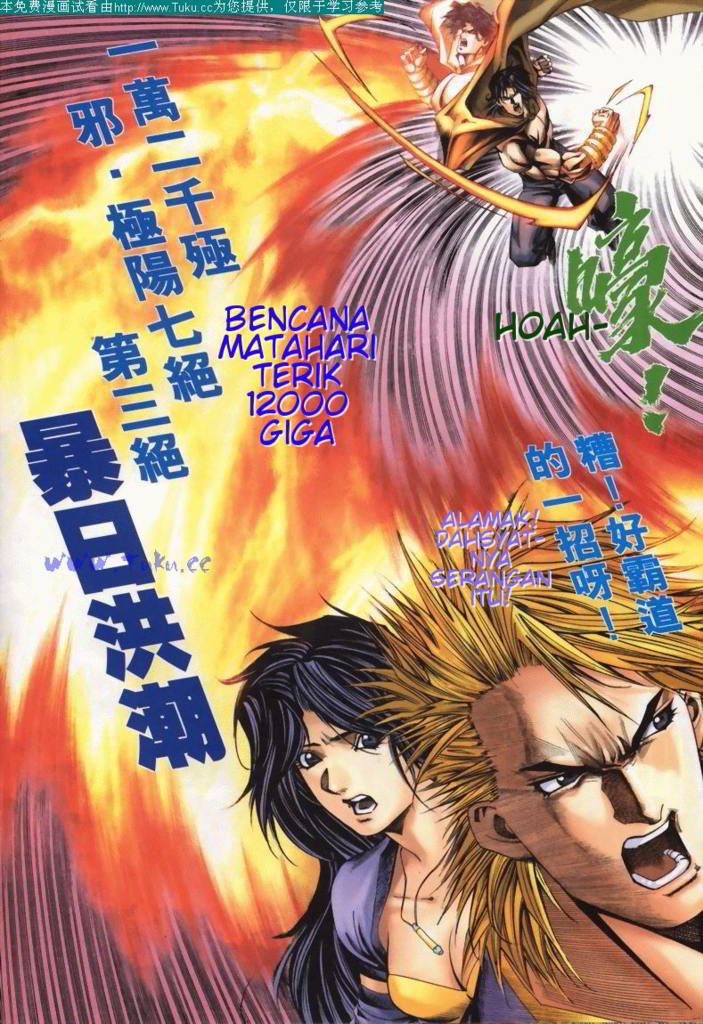 本免费漫画试看由http://www.Tuku.cc为您提供，仅限于学习参考
一萬二千殛
邪．極陽七絕
第三絕
暴日洪潮
BENCANA
MATAHARI
TERIK
12000
GIGA
嚎！
HOAH-
糟！好霸道
的一招呀！
ALAMAK!
DAHSYAT-
NYA
SERANGAN
ITU!
www.Tuku.cc